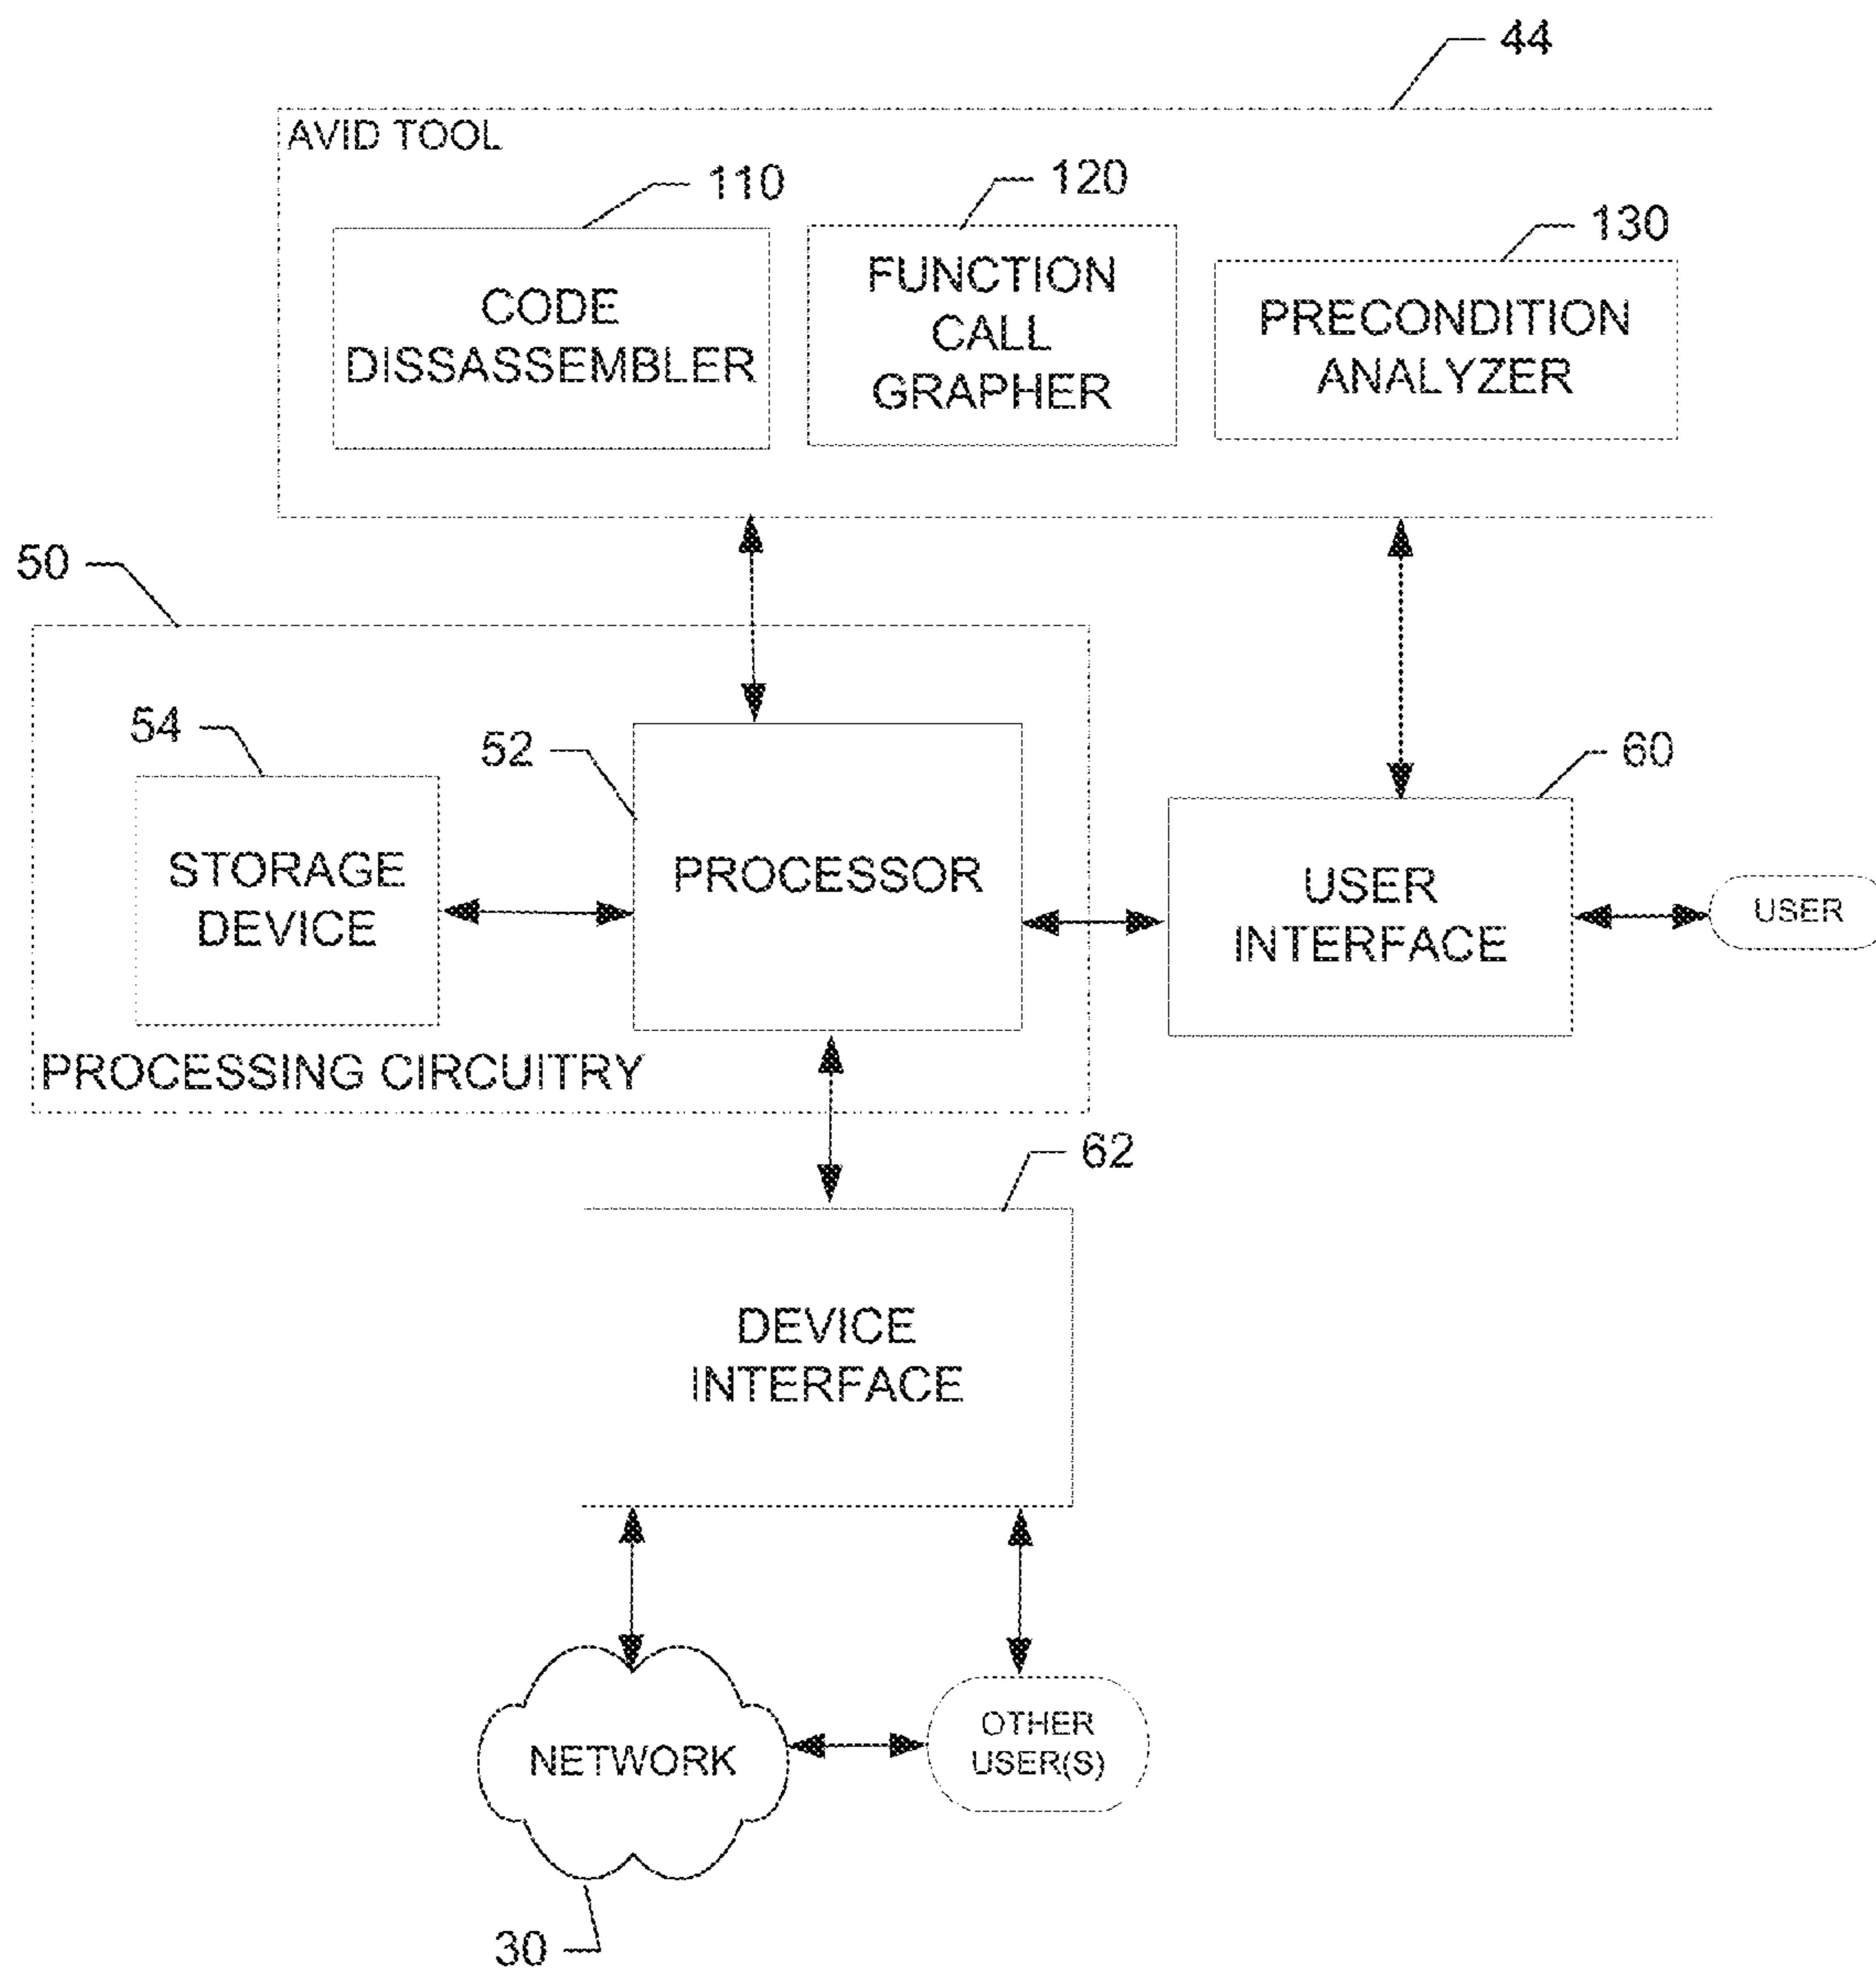 44
AVID TOOL
110
120
130
CODE
DISSASSEMBLER
FUNCTION
CALL
GRAPHER
PRECONDITION
ANALYZER
50
54
52
60
STORAGE
DEVICE
PROCESSOR
USER
INTERFACE
USER
PROCESSING CIRCUITRY
62
DEVICE
INTERFACE
NETWORK
OTHER
USER(S)
30